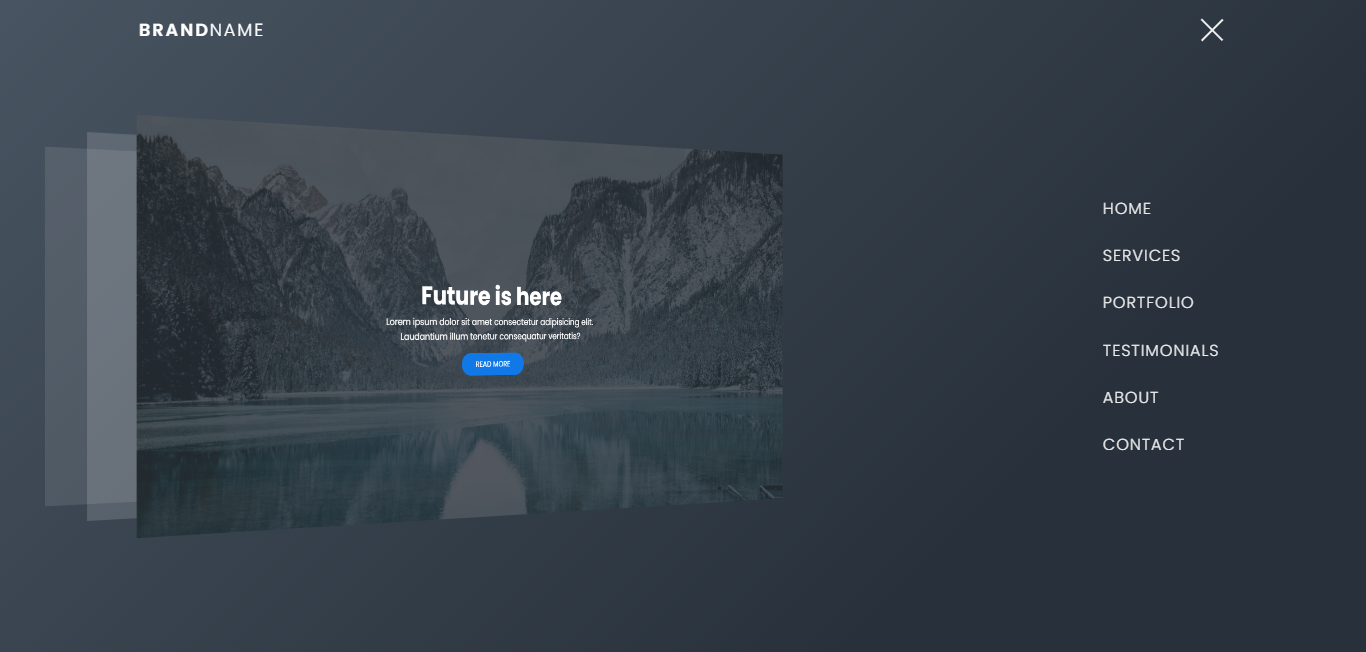 BRANDNAME
Future is here
Lorem ipsum dolor sit amet consectetur adipisicing elit.
Laudantium illum tenetur consequatur veritatis?
READ MORE
HOME
SERVICES
PORTFOLIO
TESTIMONIALS
ABOUT
CONTACT